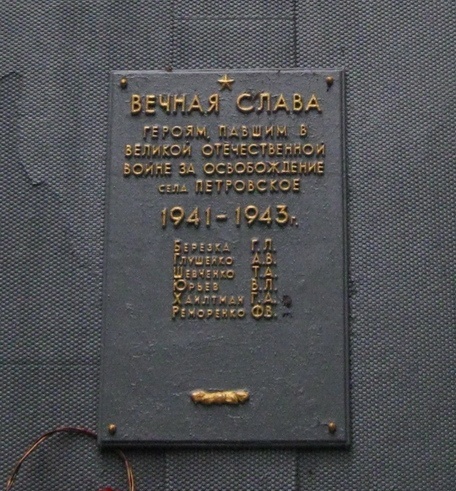 ВЕЧНАЯ СЛАВА
ГЕРОЯМ, ПАВШИМ В
ВЕЛИКОЙ ОТЕЧЕСТВЕННОЙ
ВОЙНЕ ЗА ОСВОБОЖДЕНИЕ
СЕЛА ПЕТРОВСКОЕ
1941-1943г.
БЕРЕЗКА Г.Л.
ГЛУШЕНКО А.В.
ШЕВЧЕНКО Т.А.
ЮРЬЕВ В.Л.
ХАИЛТМАН Г.А.
РЕМОРЕНКО Ф.В.